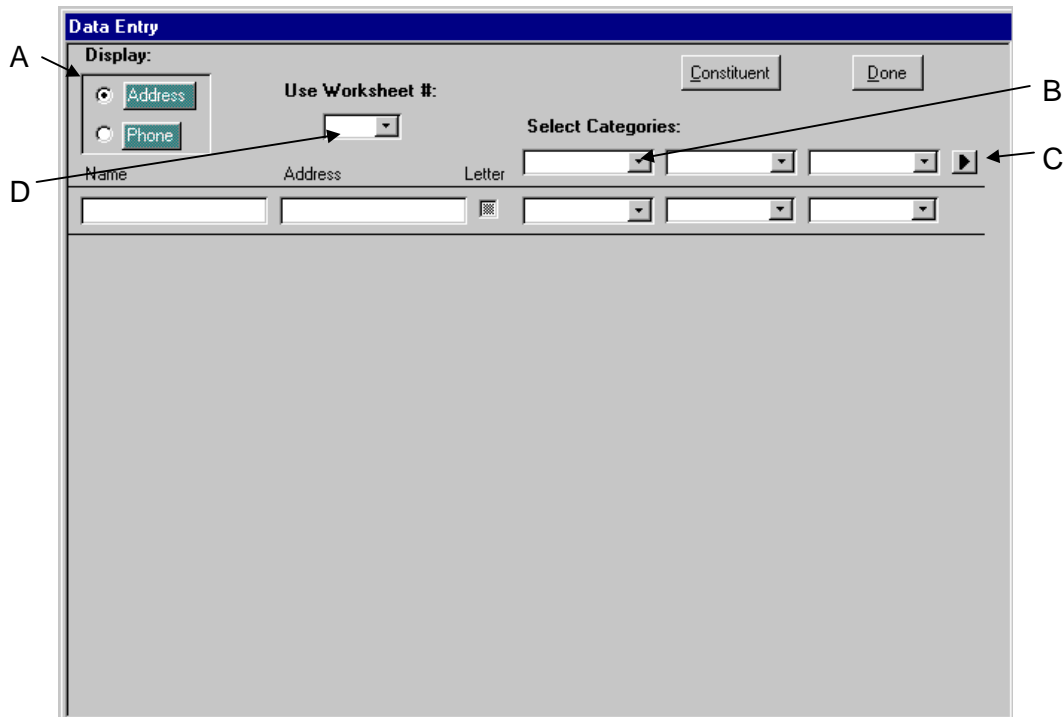 Data Entry
Display:
A
Address
Use Worksheet #:
Constituent
Done
B
Phone
Select Categories:
C
D
Name
Address
Letter